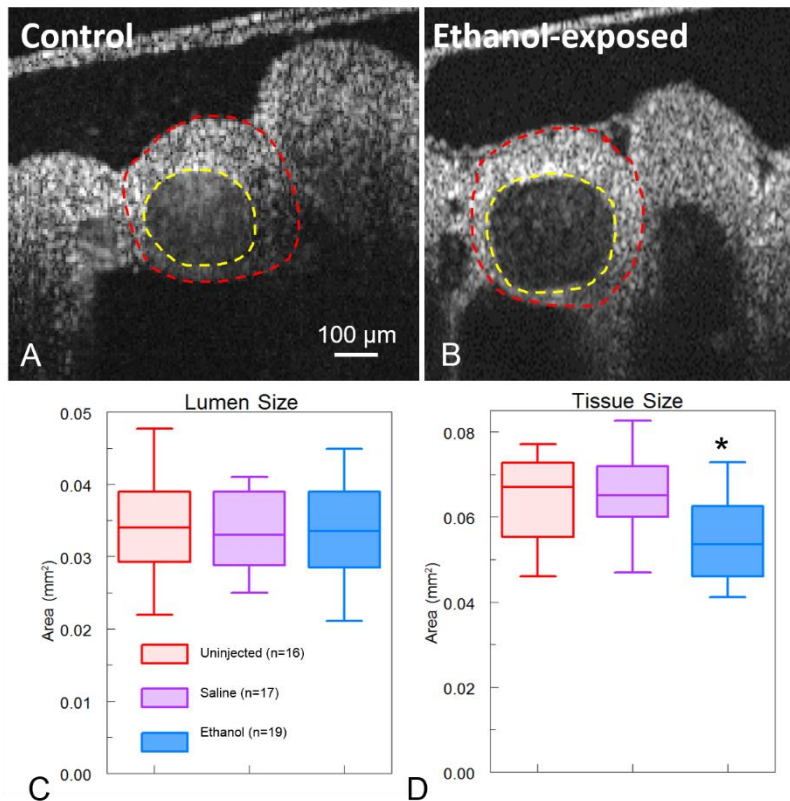 Control
Ethanol-exposed
100 µm
A
B
Lumen Size
Tissue Size
0.05
0.04
0.03
0.02
0.01
0.00
Area (mm²)
Uninjected (n=16)
Saline (n=17)
Ethanol (n=19)
C
0.08
0.06
0.04
0.02
0.00
Area (mm²)
*
D